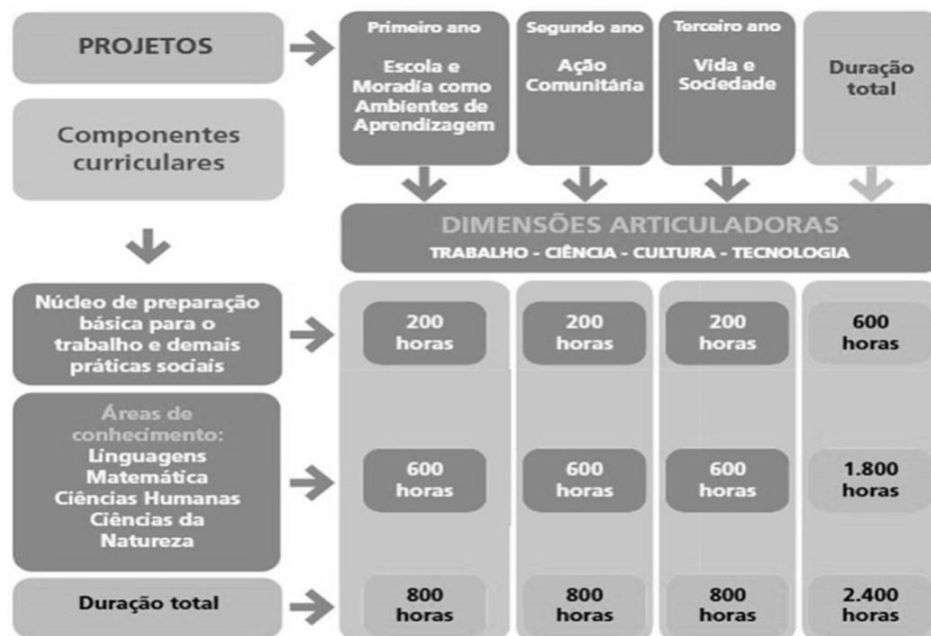 PROJETOS
Primeiro ano
Escola e
Moradia como
Ambientes de
Aprendizagem
Segundo ano
Ação
Comunitária
Terceiro ano
Vida e
Sociedade
Duração
total
Componentes
curriculares
DIMENSÕES ARTICULADORAS
TRABALHO - CIÊNCIA - CULTURA - TECNOLOGIA
Núcleo de preparação
básica para o
trabalho e demais
práticas sociais
200
horas
200
horas
200
horas
600
horas
Áreas de
conhecimento:
Linguagens
Matemática
Ciências Humanas
Ciências da
Natureza
600
horas
600
horas
600
horas
1.800
horas
Duração total
800
horas
800
horas
800
horas
2.400
horas